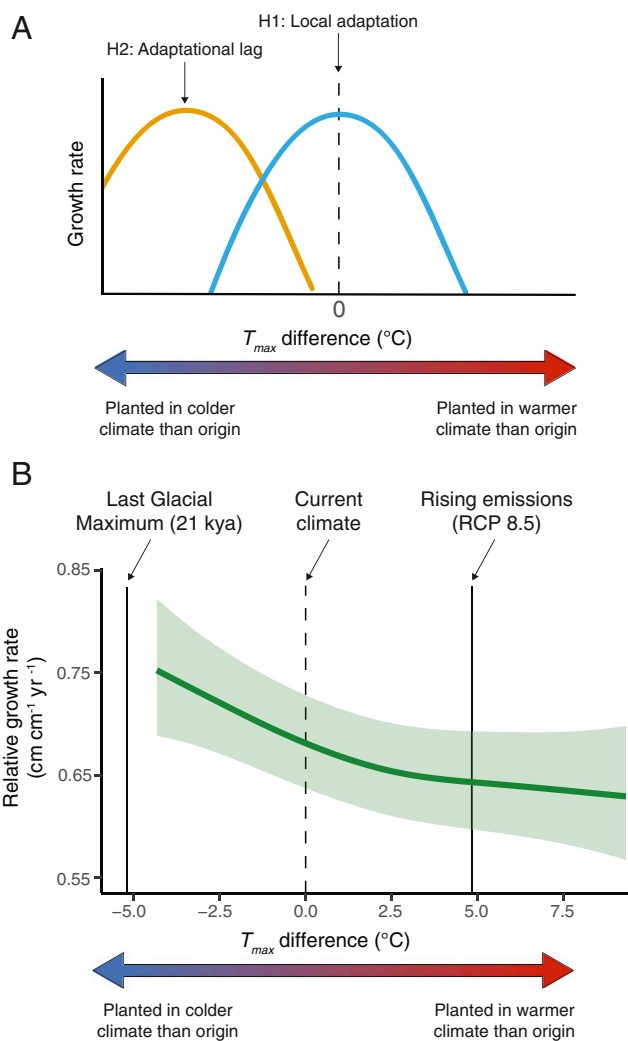 A
H1: Local adaptation
H2: Adaptational lag
Growth rate
0
Tmax difference (°C)
Planted in colder
climate than origin
Planted in warmer
climate than origin
B
Last Glacial
Maximum (21 kya)
Current
climate
Rising emissions
(RCP 8.5)
Relative growth rate
(cm cm⁻¹ yr⁻¹)
0.85
0.75
0.65
0.55
−5.0
−2.5
0.0
2.5
5.0
7.5
Tmax difference (°C)
Planted in colder
climate than origin
Planted in warmer
climate than origin